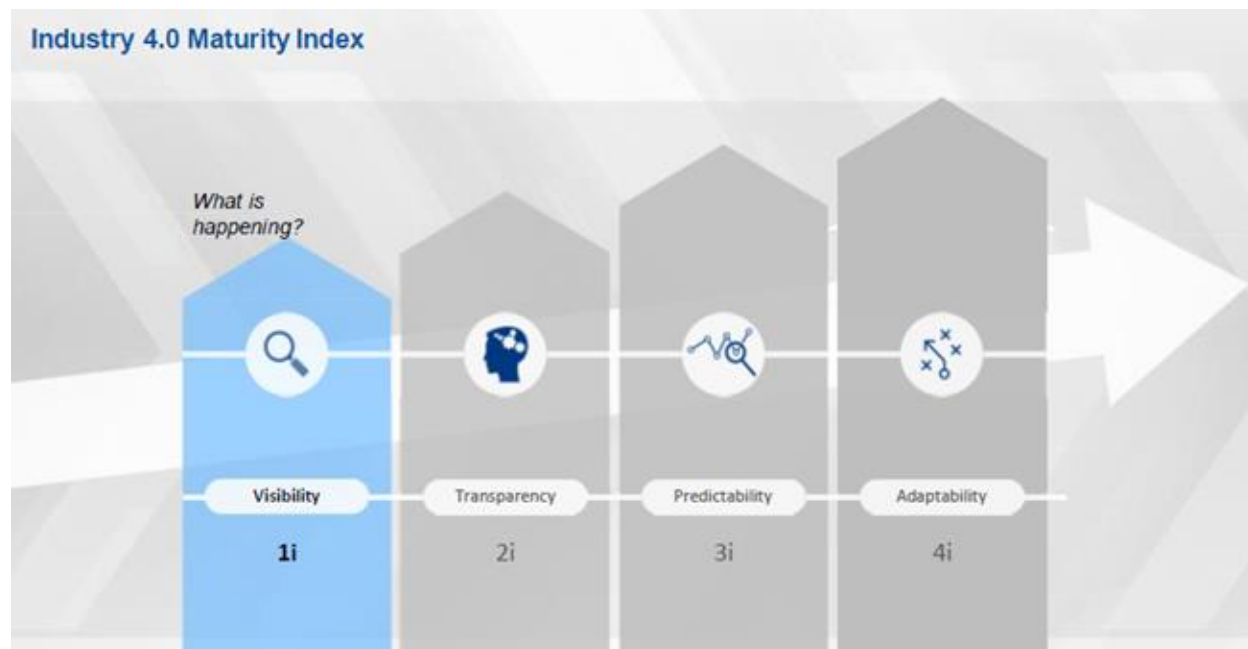 Industry 4.0 Maturity Index
What is
happening?
Visibility
Transparency
Predictability
Adaptability
1i
2i
3i
4i